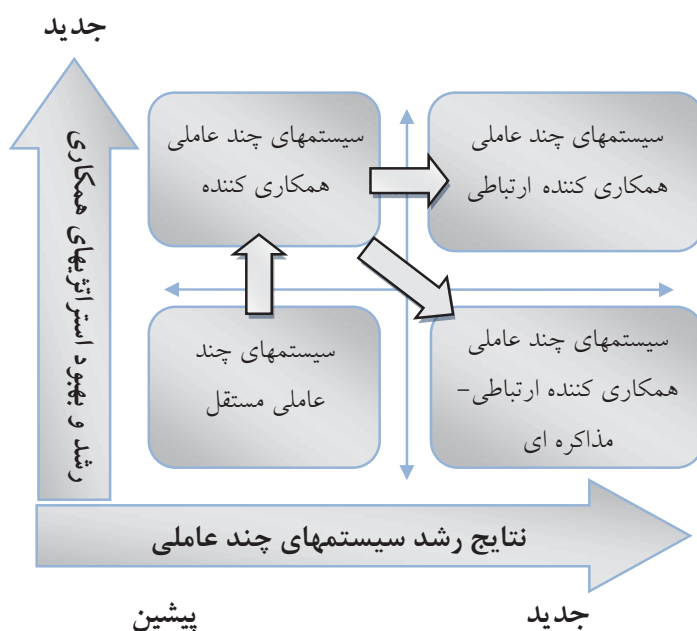 جدید
رشد و بهبود استراتژیهای همکاری
سیستمهای چند عاملی
همکاری کننده ارتباطی
سیستمهای چند عاملی
همکاری کننده
سیستمهای چند عاملی
همکاری کننده ارتباطی-
مذاکره ای
سیستمهای چند
عاملی مستقل
نتایج رشد سیستمهای چند عاملی
جدید
پیشین